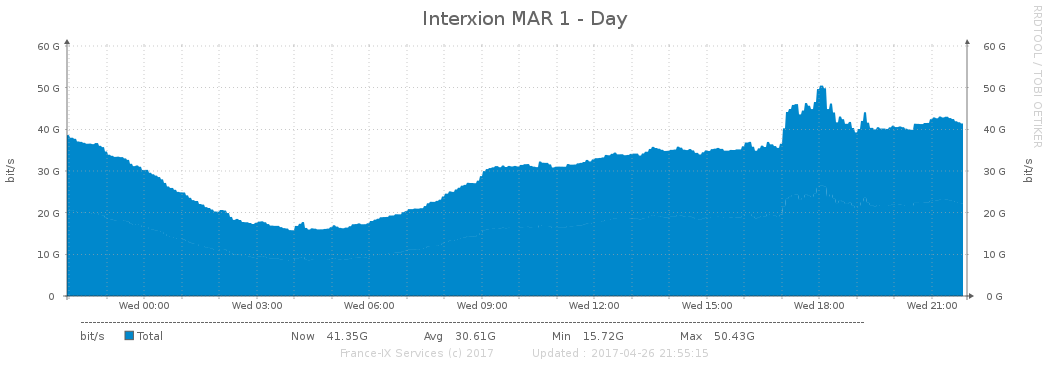 Interxion MAR 1 - Day
RRDTOOL / TOBI OETIKER
60 G 60 G
50 G 50 G
40 G 40 G
30 G 30 G
20 G 20 G
10 G 10 G
0 0 G
bit/s bit/s
Wed 00:00 Wed 03:00 Wed 06:00 Wed 09:00 Wed 12:00 Wed 15:00 Wed 18:00 Wed 21:00
bit/s Total Now 41.35G Avg 30.61G Min 15.72G Max 50.43G
France-IX Services (c) 2017 Updated : 2017-04-26 21:55:15